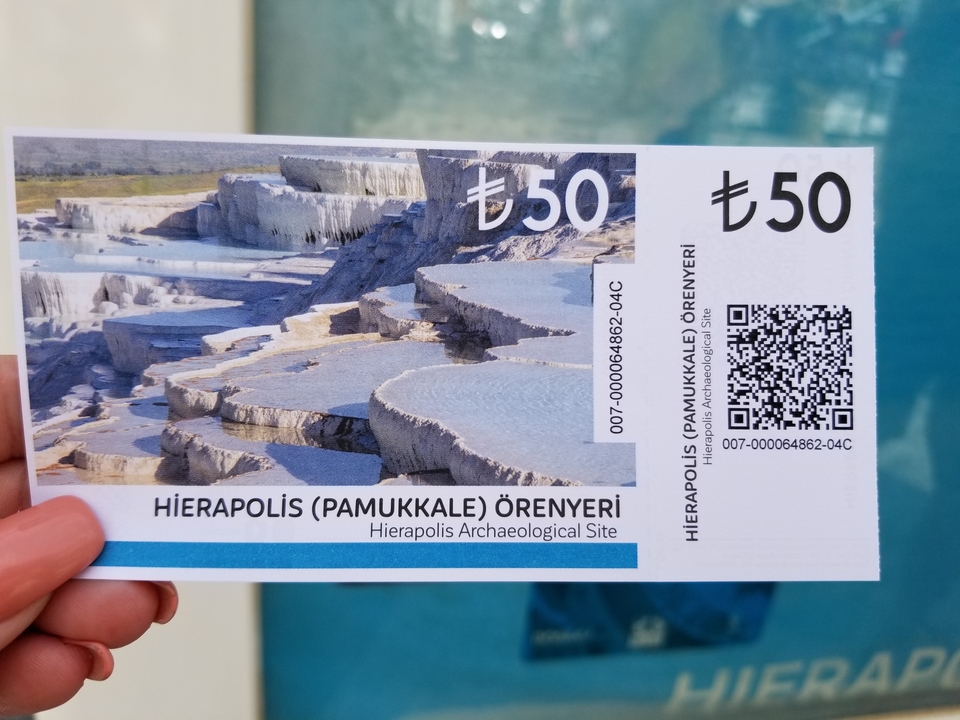 ₺50
007-000064862-04C
HİERAPOLİS (PAMUKKALE) ÖRENYERİ
Hierapolis Archaeological Site
₺50
HİERAPOLİS (PAMUKKALE) ÖRENYERİ
Hierapolis Archaeological Site
007-000064862-04C
HIERAPO